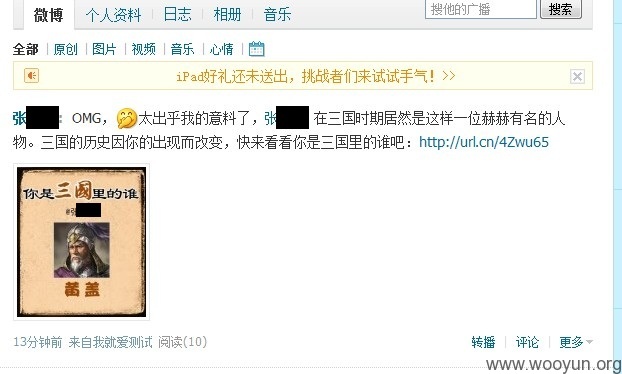 微博 个人资料 日志 相册 音乐 搜他的广播 搜索
全部 原创 图片 视频 音乐 心情
iPad好礼还未送出，挑战者们来试试手气！>>
张 : OMG, 太出乎我的意料了，张 在三国时期居然是这样一位赫赫有名的人
物。三国的历史因你的出现而改变，快来看看你是三国里的谁吧：http://url.cn/4Zwu65
你是三國里的谁
#张
黄盖
13分钟前 来自我就爱测试 阅读(10) 转播 评论 更多
www.wooyun.org